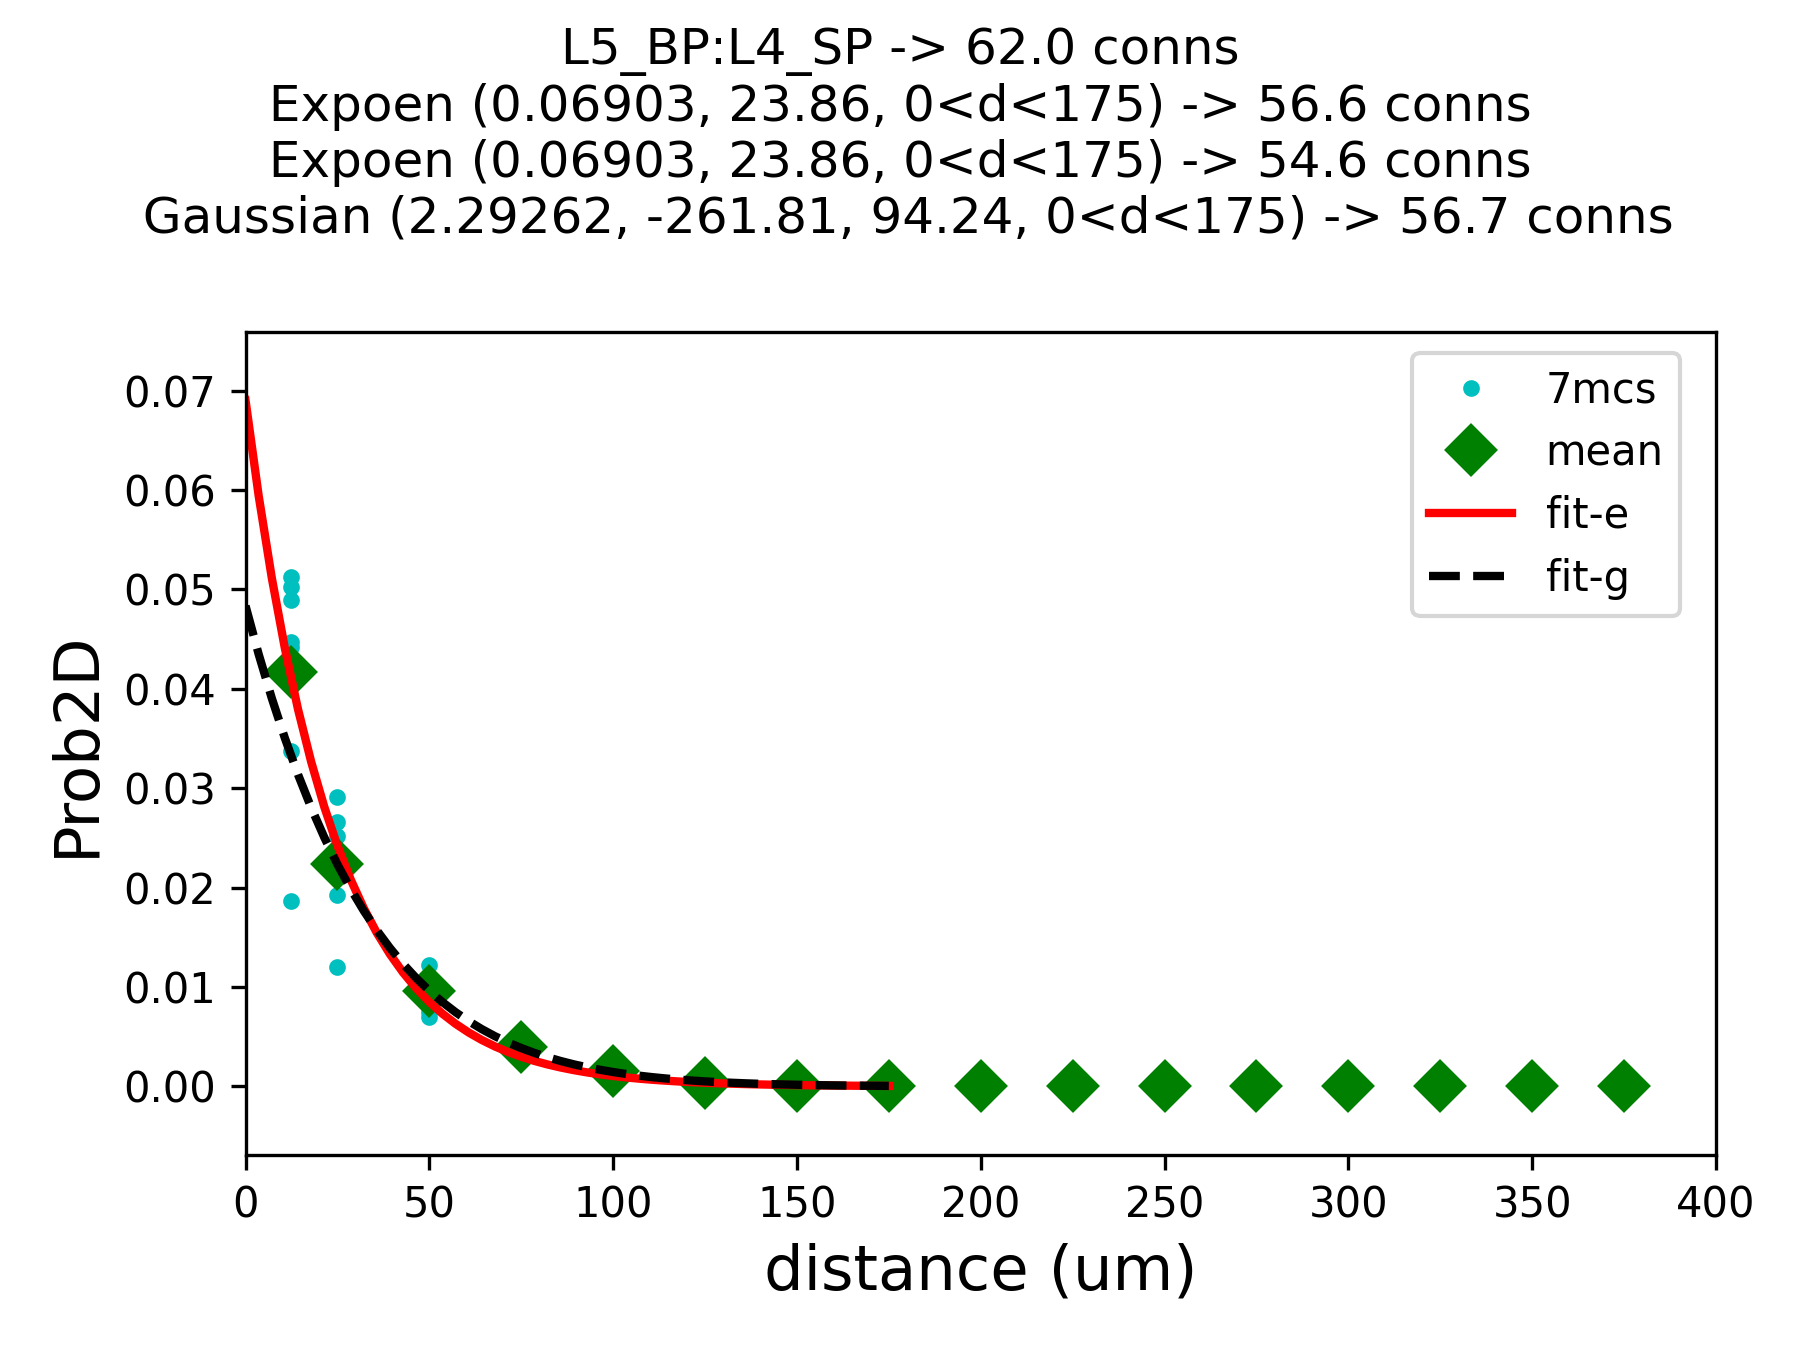 L5_BP:L4_SP -> 62.0 conns
Expoen (0.06903, 23.86, 0<d<175) -> 56.6 conns
Expoen (0.06903, 23.86, 0<d<175) -> 54.6 conns
Gaussian (2.29262, -261.81, 94.24, 0<d<175) -> 56.7 conns
7mcs
mean
fit-e
fit-g
Prob2D
0.07
0.06
0.05
0.04
0.03
0.02
0.01
0.00
0 50 100 150 200 250 300 350 400
distance (um)